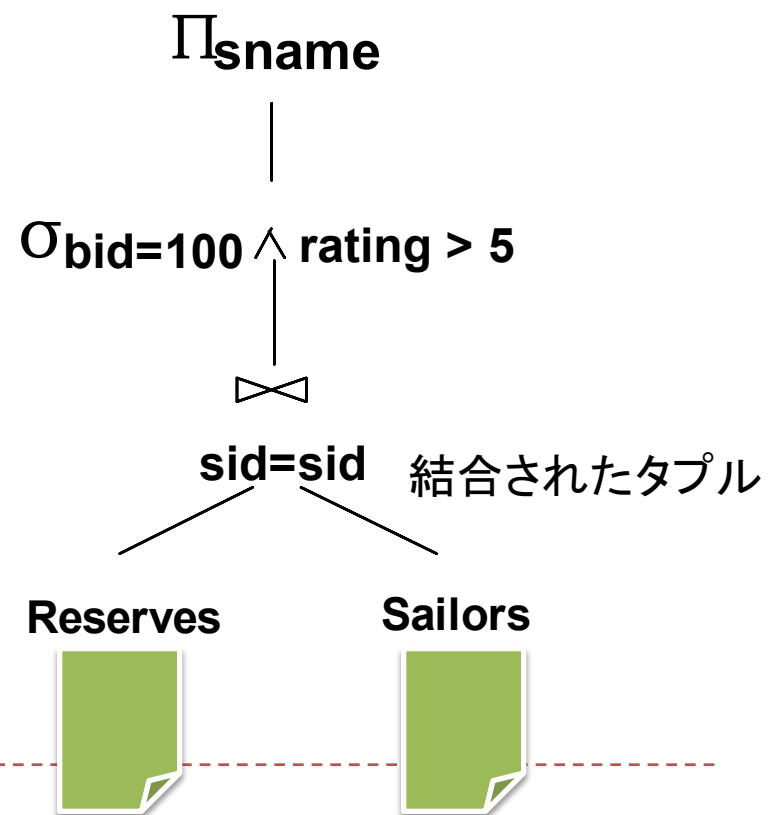 Πsname
σbid=100 ∧ rating > 5
⋈
sid=sid 結合されたタプル
Reserves Sailors